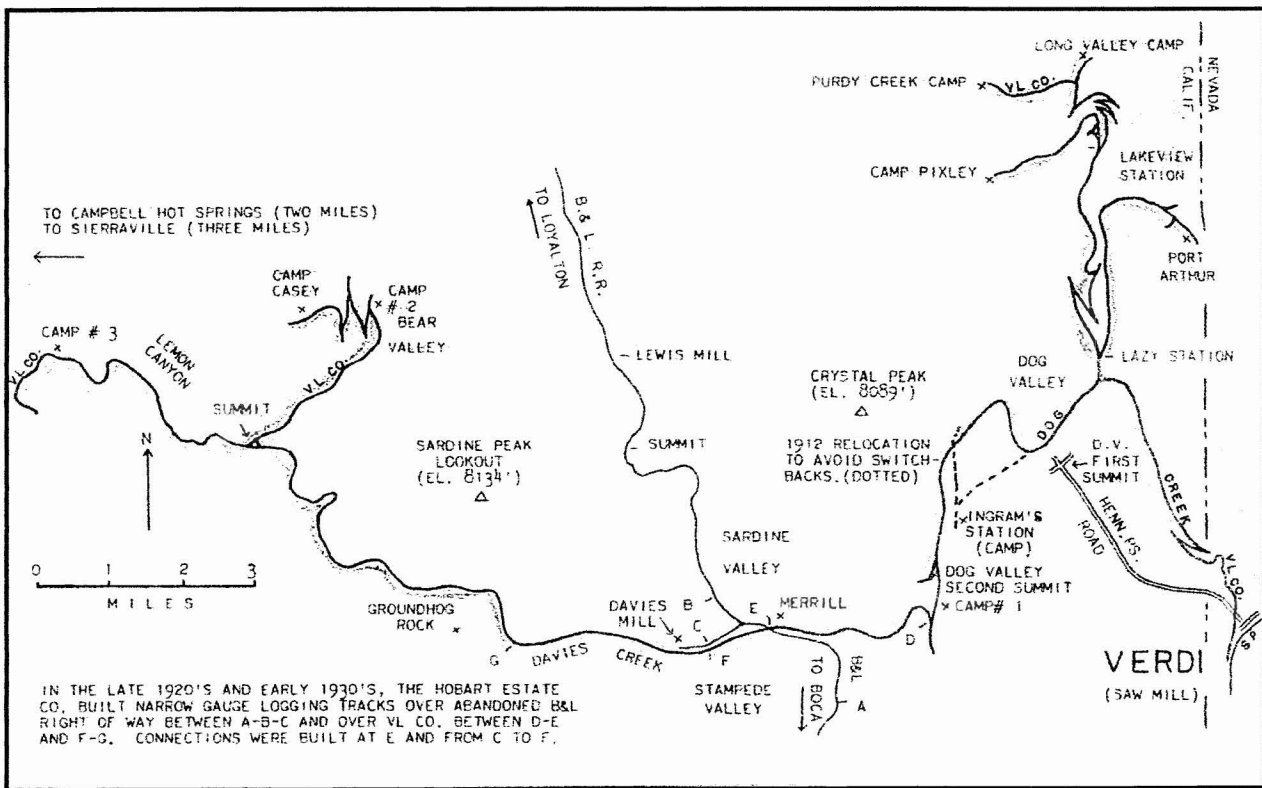 LONG VALLEY CAMP
PURDY CREEK CAMP
V.L. CO.
NEVADA
CALIF.
CAMP PIXLEY
LAKEVIEW
STATION
TO CAMPBELL HOT SPRINGS (TWO MILES)
TO SIERRAVILLE (THREE MILES)
TO LOYALTON
B. & L. R.R.
PORT
ARTHUR
CAMP
CASEY
CAMP
# 2
BEAR
VALLEY
CAMP # 3
LEMON
CANYON
V.L. CO.
V.L. CO.
SUMMIT
LEWIS MILL
LAZY STATION
DOG
VALLEY
CRYSTAL PEAK
(EL. 8089')
N
SARDINE PEAK
LOOKOUT
(EL. 8134')
SUMMIT
1912 RELOCATION
TO AVOID SWITCH-
BACKS. (DOTTED)
DOG
CREEK
D.V.
FIRST
SUMMIT
HENN. PS.
ROAD
INGRAM'S
STATION
(CAMP)
SARDINE
VALLEY
0 1 2 3
MILES
DOG VALLEY
SECOND SUMMIT
CAMP # 1
V.L. CO.
GROUNDHOG
ROCK
DAVIES
MILL
B
C
E
MERRILL
D
G
DAVIES CREEK
F
S.P.
VERDI
(SAW MILL)
STAMPEDE
VALLEY
TO BOCA
B&L
A
IN THE LATE 1920'S AND EARLY 1930'S, THE HOBART ESTATE
CO. BUILT NARROW GAUGE LOGGING TRACKS OVER ABANDONED B&L
RIGHT OF WAY BETWEEN A-B-C AND OVER VL CO. BETWEEN D-E
AND F-G. CONNECTIONS WERE BUILT AT E AND FROM C TO F.